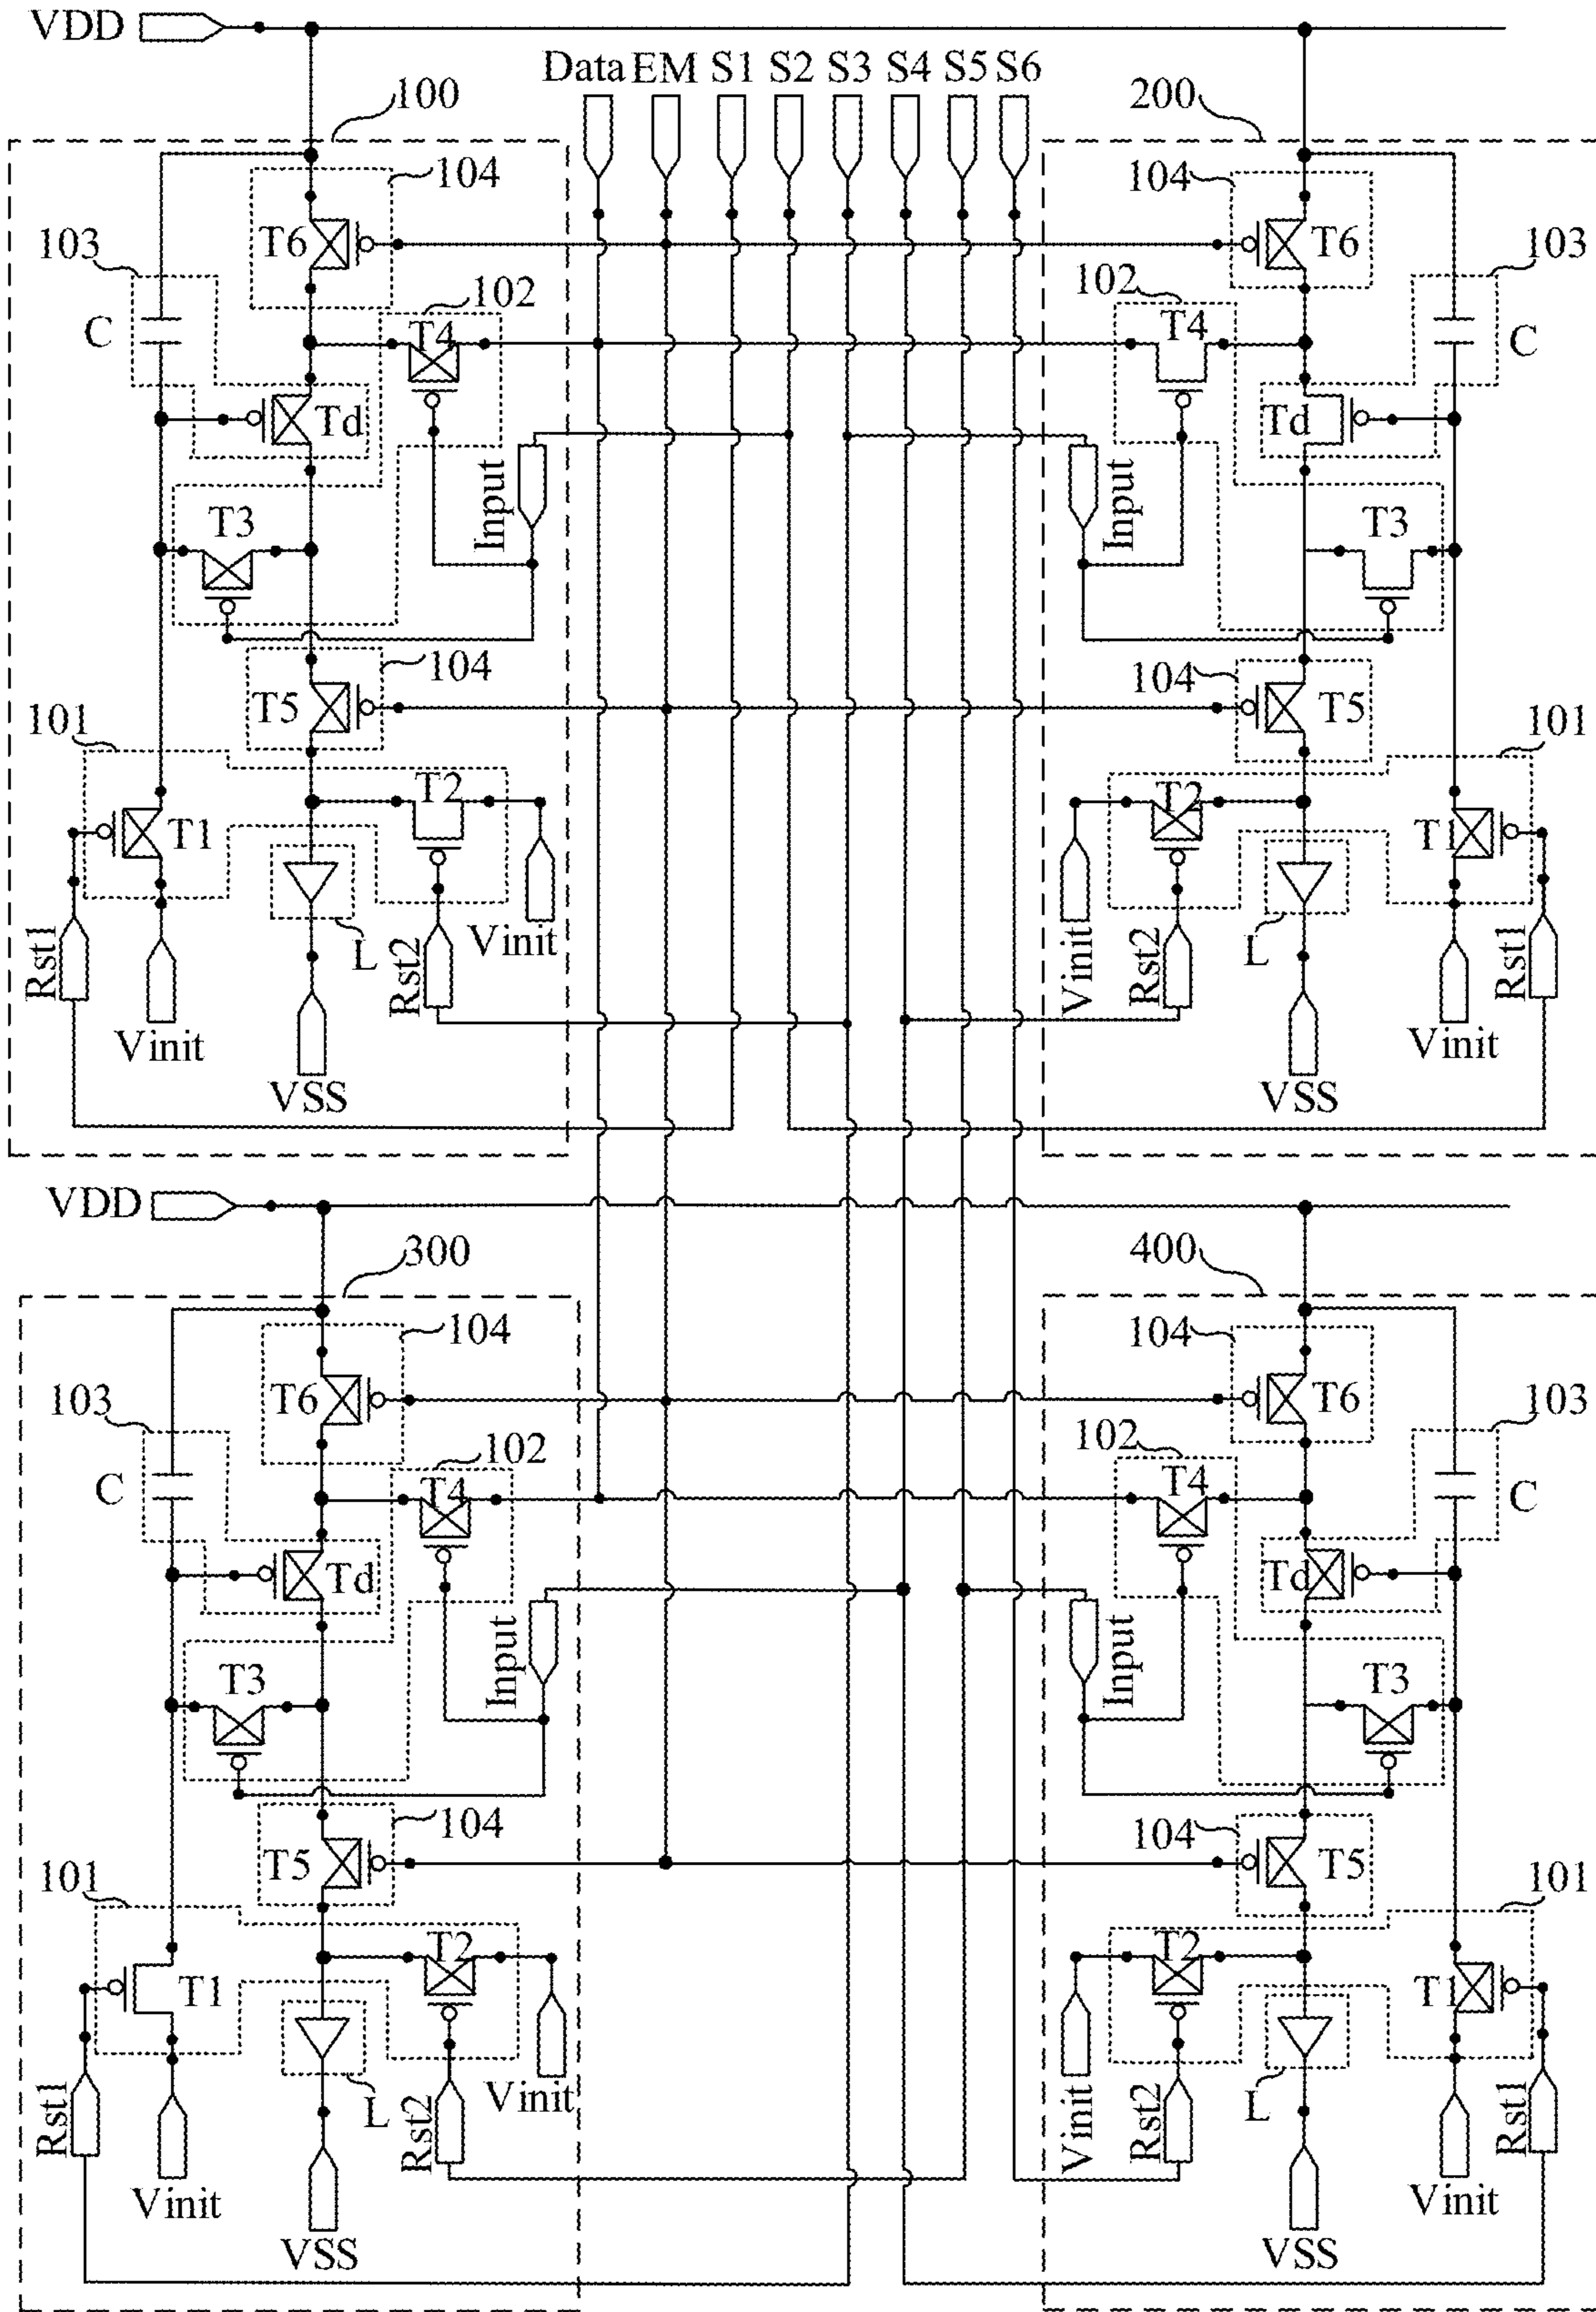 VDD
Data EM S1 S2 S3 S4 S5 S6
100
200
104
104
T6
T6
103
103
102
102
C
T4
T4
C
Td
Td
Input
Input
T3
T3
104
104
T5
T5
101
101
T2
T2
T1
T1
L
L
Rst1
Vinit
Rst2
Vinit
Vinit
Rst2
Vinit
Rst1
VSS
VSS
VDD
300
400
104
104
T6
T6
103
103
102
102
C
T4
T4
C
Td
Td
Input
Input
T3
T3
104
104
T5
T5
101
101
T2
T2
T1
T1
L
L
Rst1
Vinit
Rst2
Vinit
Vinit
Rst2
Vinit
Rst1
VSS
VSS